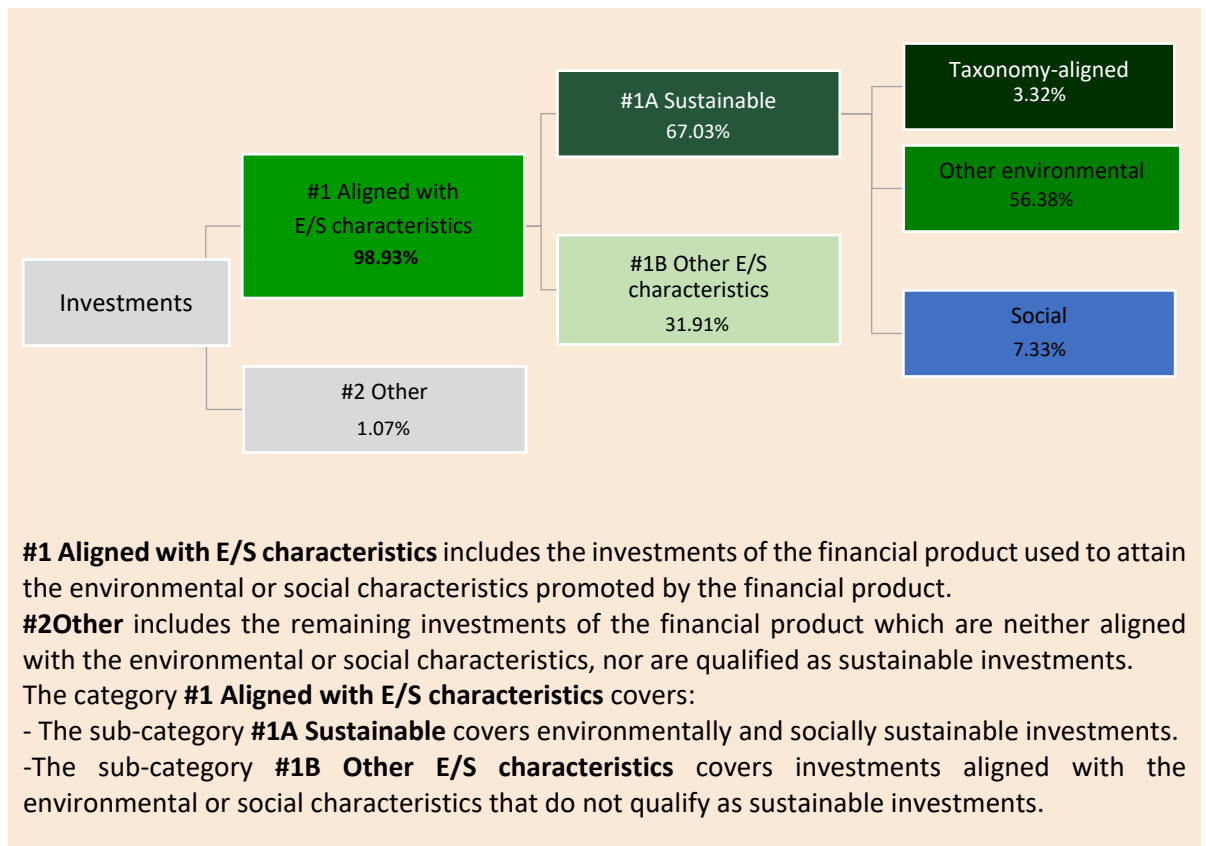 Investments
#1 Aligned with
E/S characteristics
98.93%
#2 Other
1.07%
#1A Sustainable
67.03%
#1B Other E/S
characteristics
31.91%
Taxonomy-aligned
3.32%
Other environmental
56.38%
Social
7.33%
#1 Aligned with E/S characteristics includes the investments of the financial product used to attain
the environmental or social characteristics promoted by the financial product.
#2Other includes the remaining investments of the financial product which are neither aligned
with the environmental or social characteristics, nor are qualified as sustainable investments.
The category #1 Aligned with E/S characteristics covers:
- The sub-category #1A Sustainable covers environmentally and socially sustainable investments.
-The sub-category #1B Other E/S characteristics covers investments aligned with the
environmental or social characteristics that do not qualify as sustainable investments.